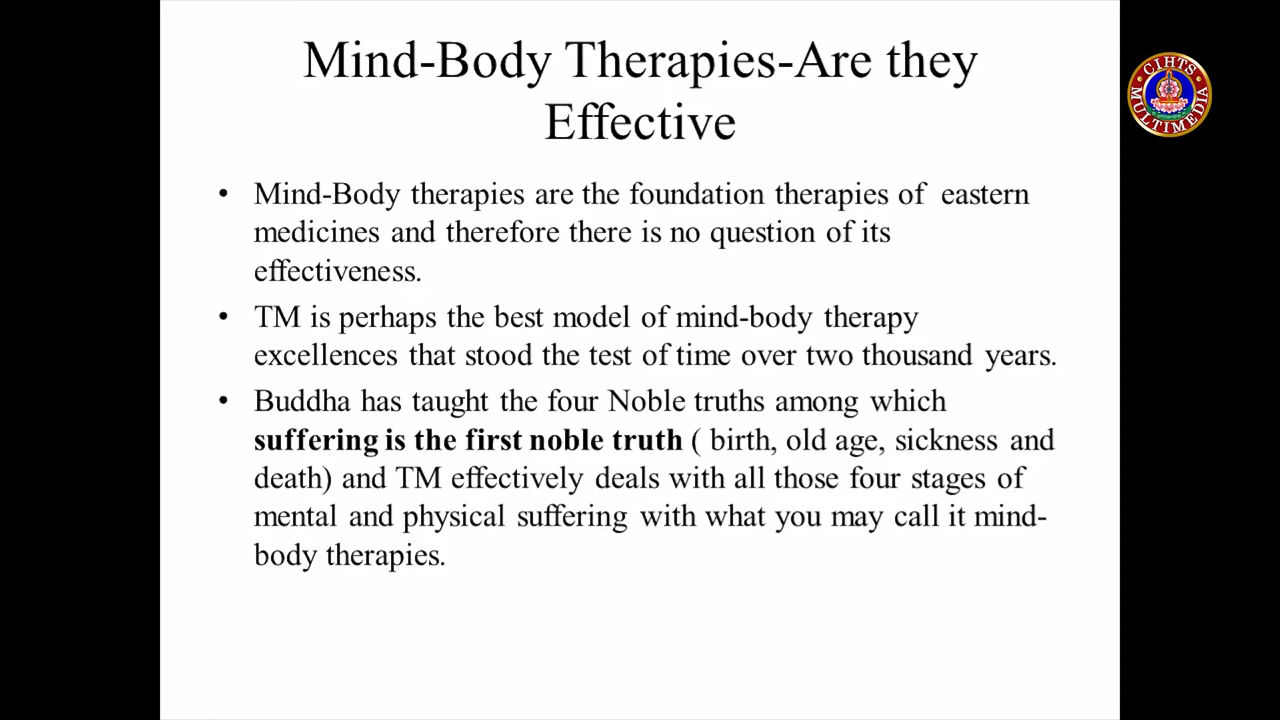 Mind-Body Therapies-Are they
Effective
CIHTS
MULTIMEDIA
• Mind-Body therapies are the foundation therapies of eastern
medicines and therefore there is no question of its
effectiveness.
• TM is perhaps the best model of mind-body therapy
excellences that stood the test of time over two thousand years.
• Buddha has taught the four Noble truths among which
suffering is the first noble truth ( birth, old age, sickness and
death) and TM effectively deals with all those four stages of
mental and physical suffering with what you may call it mind-
body therapies.